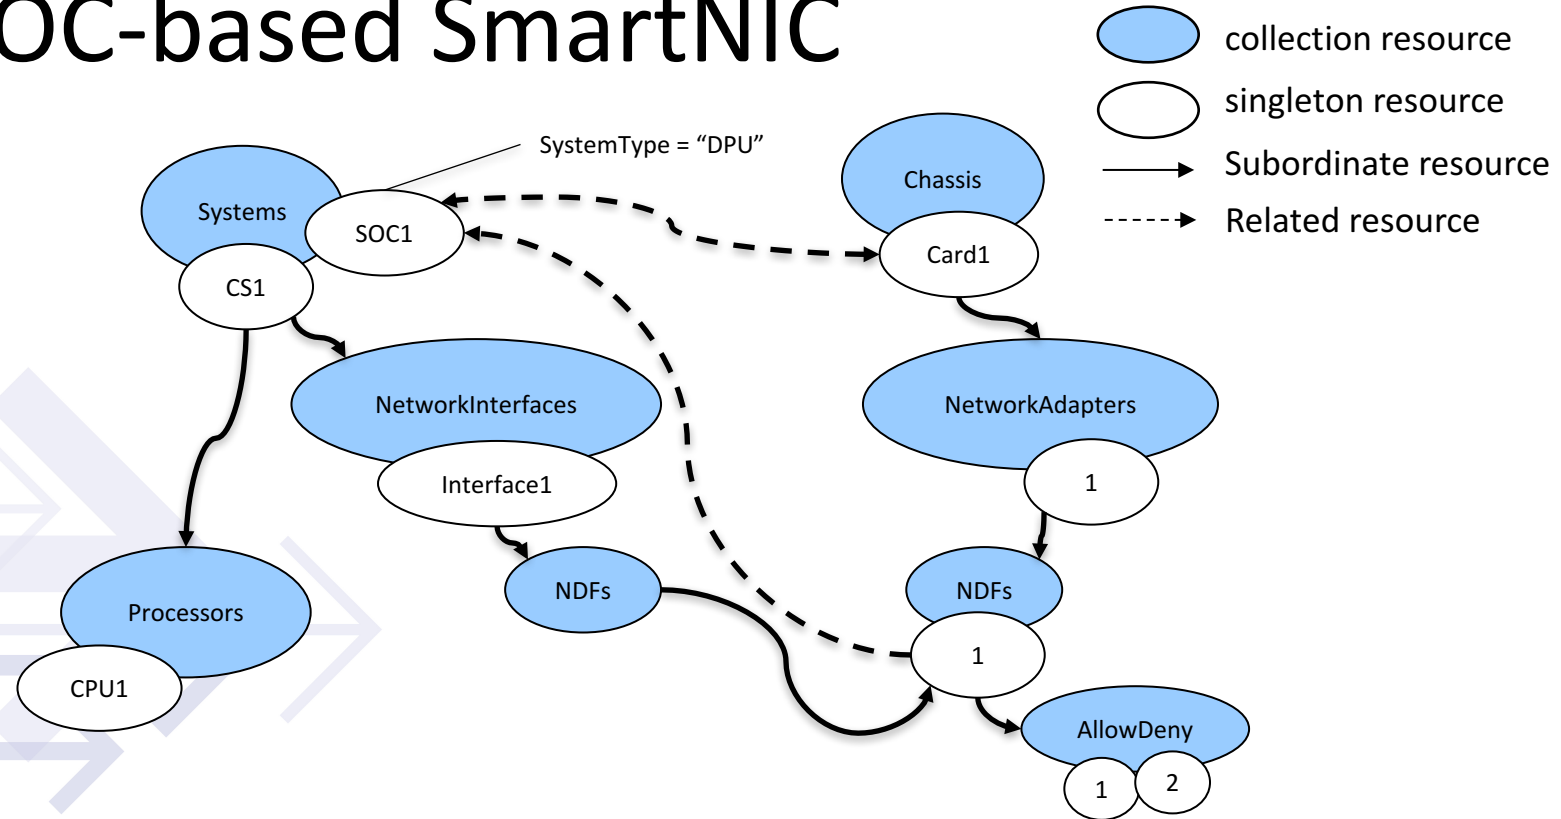 OC-based SmartNIC
collection resource
singleton resource
Subordinate resource
Related resource
SystemType = “DPU”
Systems
SOC1
CS1
Chassis
Card1
NetworkInterfaces
Interface1
NetworkAdapters
1
Processors
CPU1
NDFs
NDFs
1
AllowDeny
1
2